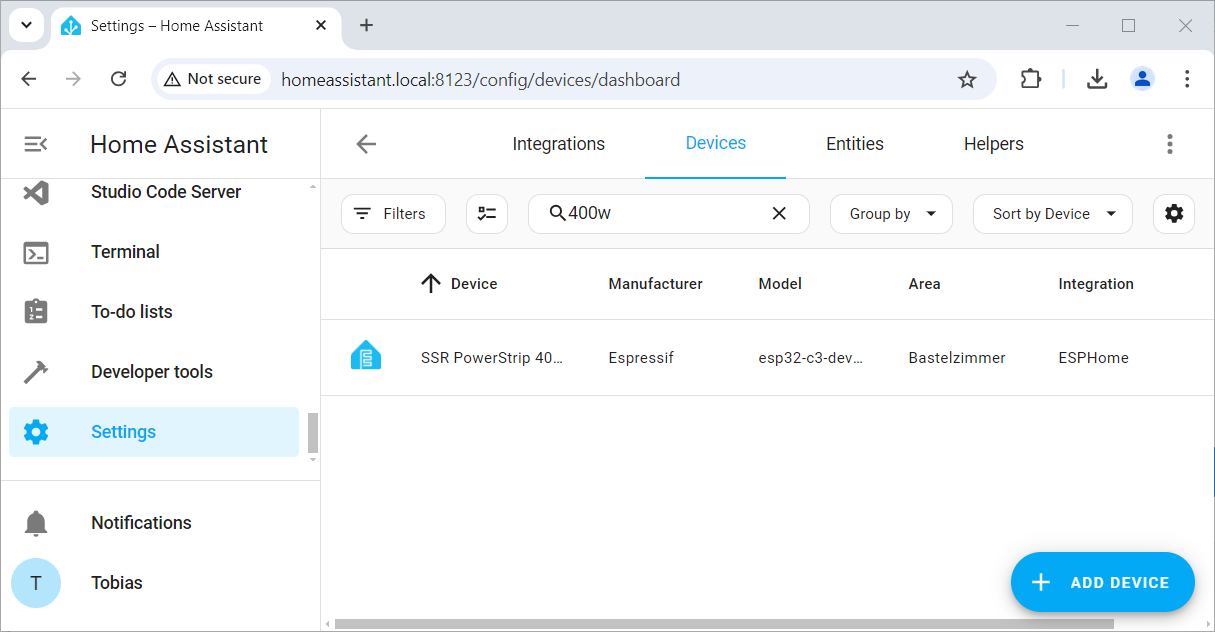 Settings – Home Assistant
Not secure
homeassistant.local:8123/config/devices/dashboard
Home Assistant
Studio Code Server
Terminal
To-do lists
Developer tools
Settings
Notifications
T
Tobias
Integrations
Devices
Entities
Helpers
Filters
400w
Group by
Sort by Device
Device
Manufacturer
Model
Area
Integration
SSR PowerStrip 40…
Espressif
esp32-c3-dev…
Bastelzimmer
ESPHome
ADD DEVICE